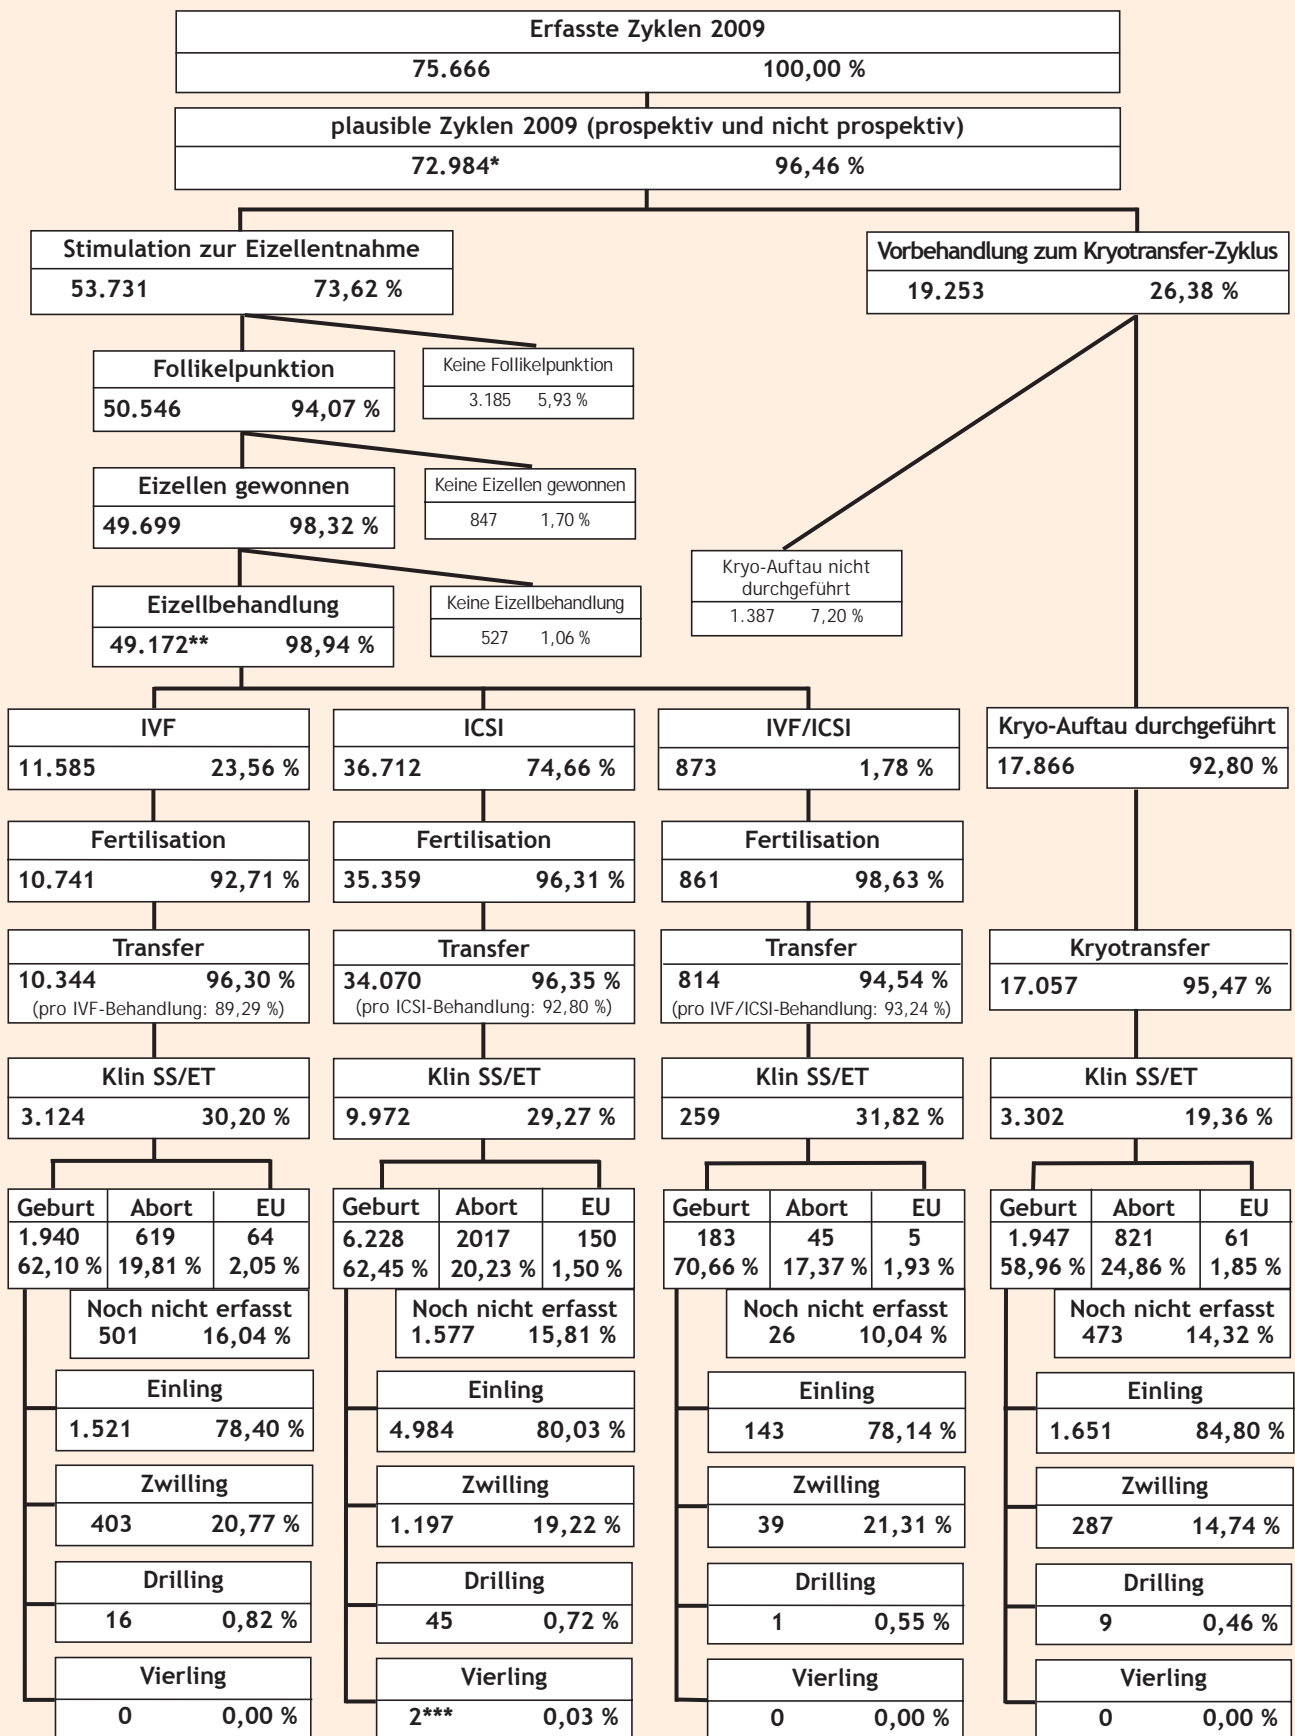 Erfasste Zyklen 2009
75.666 100,00 %
plausible Zyklen 2009 (prospektiv und nicht prospektiv)
72.984* 96,46 %
Stimulation zur Eizellentnahme
53.731 73,62 %
Vorbehandlung zum Kryotransfer-Zyklus
19.253 26,38 %
Follikelpunktion
50.546 94,07 %
Keine Follikelpunktion
3.185 5,93 %
Eizellen gewonnen
49.699 98,32 %
Keine Eizellen gewonnen
847 1,70 %
Eizellbehandlung
49.172** 98,94 %
Keine Eizellbehandlung
527 1,06 %
Kryo-Auftau nicht
durchgeführt
1.387 7,20 %
IVF
11.585 23,56 %
ICSI
36.712 74,66 %
IVF/ICSI
873 1,78 %
Kryo-Auftau durchgeführt
17.866 92,80 %
Fertilisation
10.741 92,71 %
Fertilisation
35.359 96,31 %
Fertilisation
861 98,63 %
Transfer
10.344 96,30 %
(pro IVF-Behandlung: 89,29 %)
Transfer
34.070 96,35 %
(pro ICSI-Behandlung: 92,80 %)
Transfer
814 94,54 %
(pro IVF/ICSI-Behandlung: 93,24 %)
Kryotransfer
17.057 95,47 %
Klin SS/ET
3.124 30,20 %
Klin SS/ET
9.972 29,27 %
Klin SS/ET
259 31,82 %
Klin SS/ET
3.302 19,36 %
Geburt Abort EU
1.940 619 64
62,10 % 19,81 % 2,05 %
Noch nicht erfasst
501 16,04 %
Geburt Abort EU
6.228 2017 150
62,45 % 20,23 % 1,50 %
Noch nicht erfasst
1.577 15,81 %
Geburt Abort EU
183 45 5
70,66 % 17,37 % 1,93 %
Noch nicht erfasst
26 10,04 %
Geburt Abort EU
1.947 821 61
58,96 % 24,86 % 1,85 %
Noch nicht erfasst
473 14,32 %
Einling
1.521 78,40 %
Einling
4.984 80,03 %
Einling
143 78,14 %
Einling
1.651 84,80 %
Zwilling
403 20,77 %
Zwilling
1.197 19,22 %
Zwilling
39 21,31 %
Zwilling
287 14,74 %
Drilling
16 0,82 %
Drilling
45 0,72 %
Drilling
1 0,55 %
Drilling
9 0,46 %
Vierling
0 0,00 %
Vierling
2*** 0,03 %
Vierling
0 0,00 %
Vierling
0 0,00 %